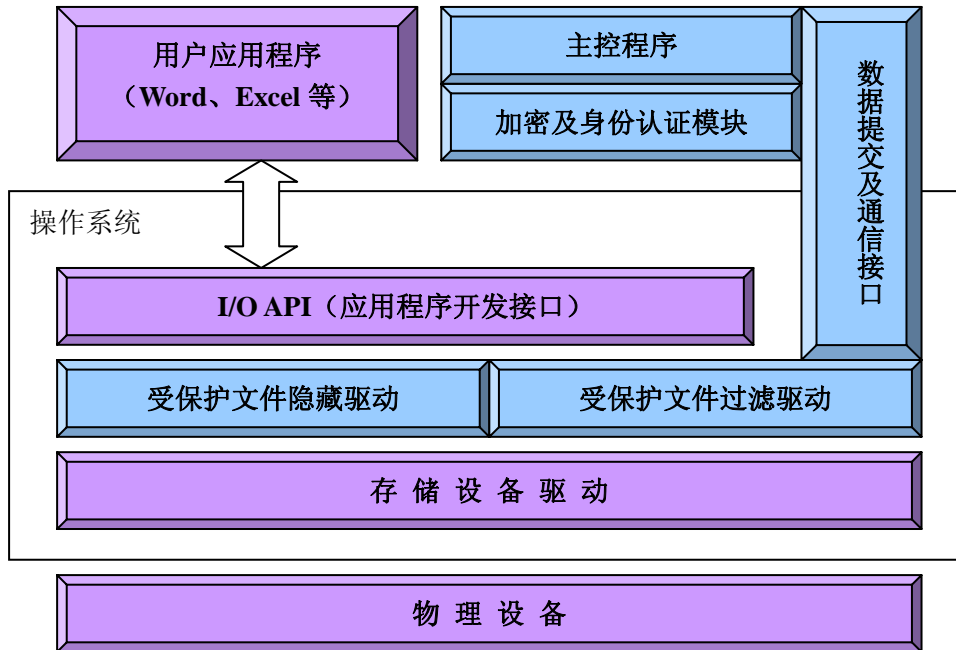 用户应用程序
（Word、Excel 等）
主控程序
加密及身份认证模块
数据提交及通信接口
操作系统
I/O API（应用程序开发接口）
受保护文件隐藏驱动
受保护文件过滤驱动
存 储 设 备 驱 动
物 理 设 备